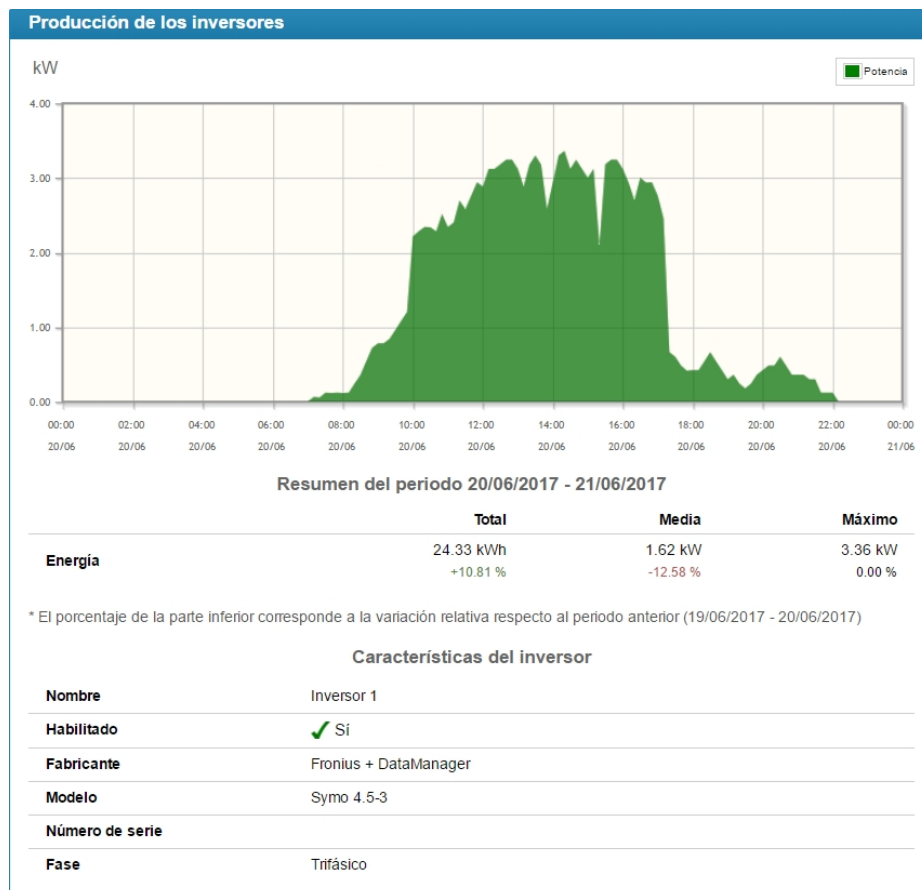 Producción de los inversores
kW
Potencia
4.00
3.00
2.00
1.00
0.00
00:00 02:00 04:00 06:00 08:00 10:00 12:00 14:00 16:00 18:00 20:00 22:00 00:00
20/06 20/06 20/06 20/06 20/06 20/06 20/06 20/06 20/06 20/06 20/06 20/06 21/06
Resumen del periodo 20/06/2017 - 21/06/2017
Total Media Máximo
Energía 24.33 kWh 1.62 kW 3.36 kW
+10.81 % -12.58 % 0.00 %
* El porcentaje de la parte inferior corresponde a la variación relativa respecto al periodo anterior (19/06/2017 - 20/06/2017)
Características del inversor
Nombre Inversor 1
Habilitado Sí
Fabricante Fronius + DataManager
Modelo Symo 4.5-3
Número de serie
Fase Trifásico